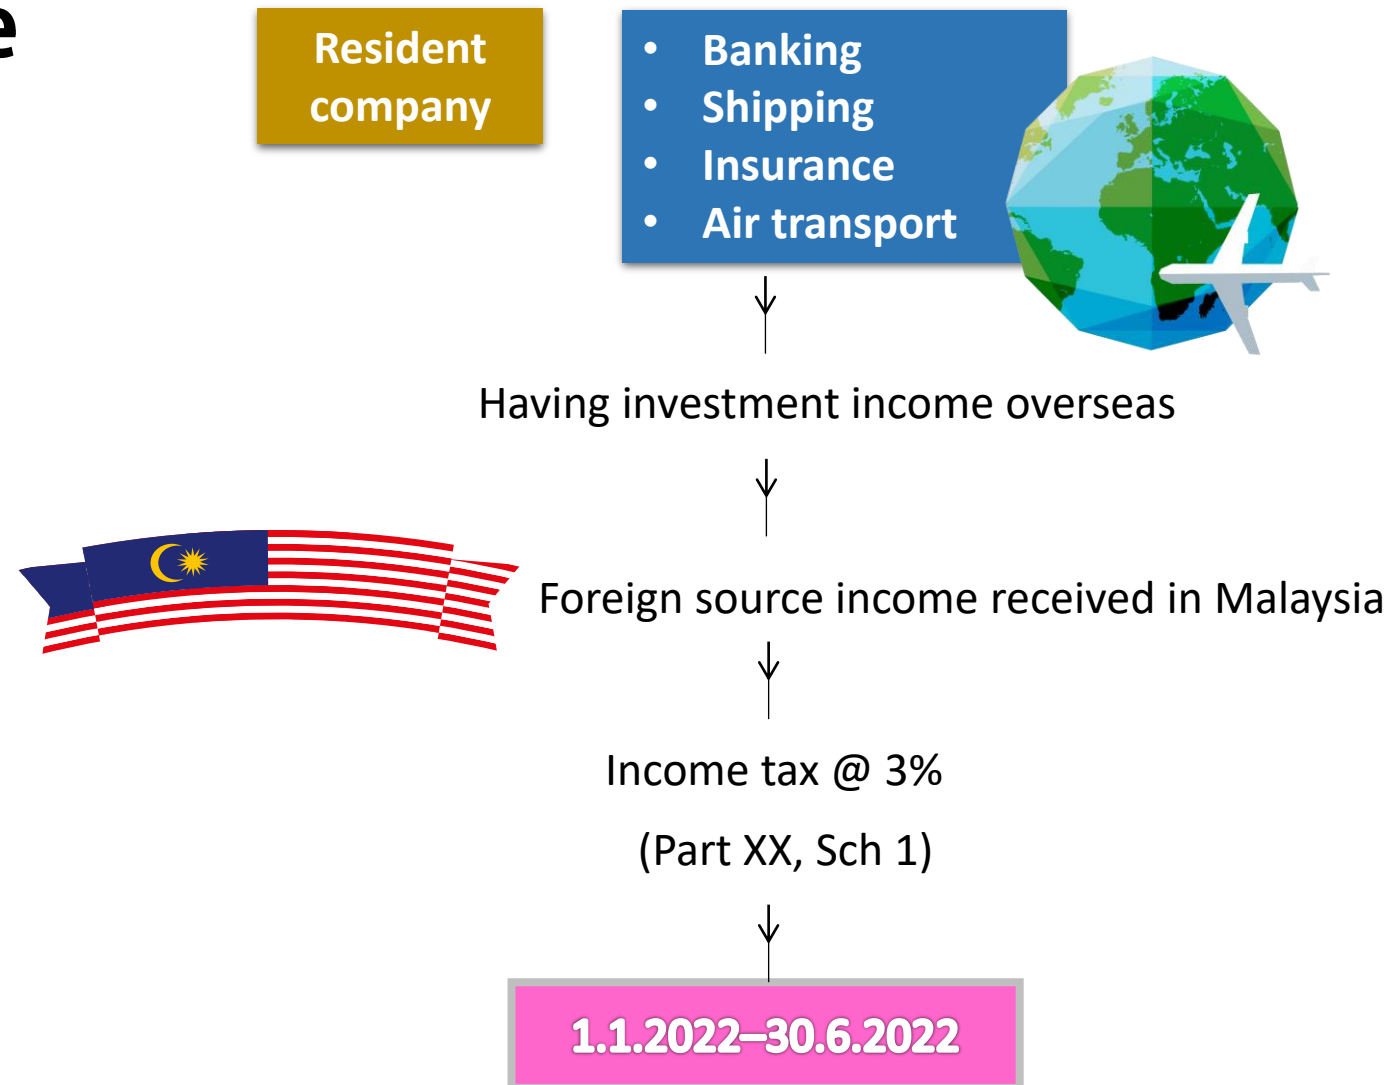 e
Resident
company
• Banking
• Shipping
• Insurance
• Air transport
Having investment income overseas
Foreign source income received in Malaysia
Income tax @ 3%
(Part XX, Sch 1)
1.1.2022–30.6.2022